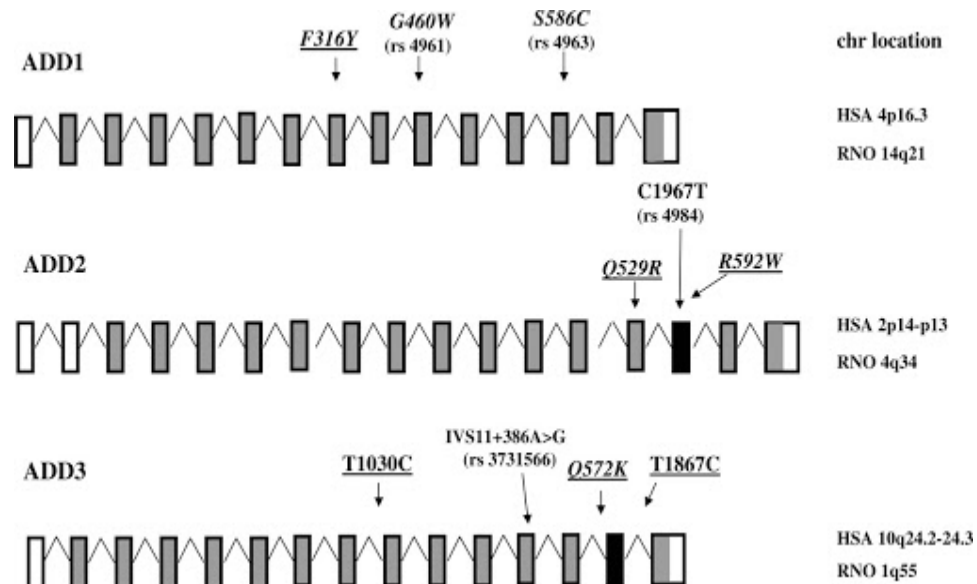 F316Y
G460W
(rs 4961)
S586C
(rs 4963)
chr location
ADD1
HSA 4p16.3
RNO 14q21
C1967T
(rs 4984)
ADD2
Q529R
R592W
HSA 2p14-p13
RNO 4q34
IVS11+386A>G
(rs 3731566)
ADD3
T1030C
Q572K
T1867C
HSA 10q24.2-24.3
RNO 1q55